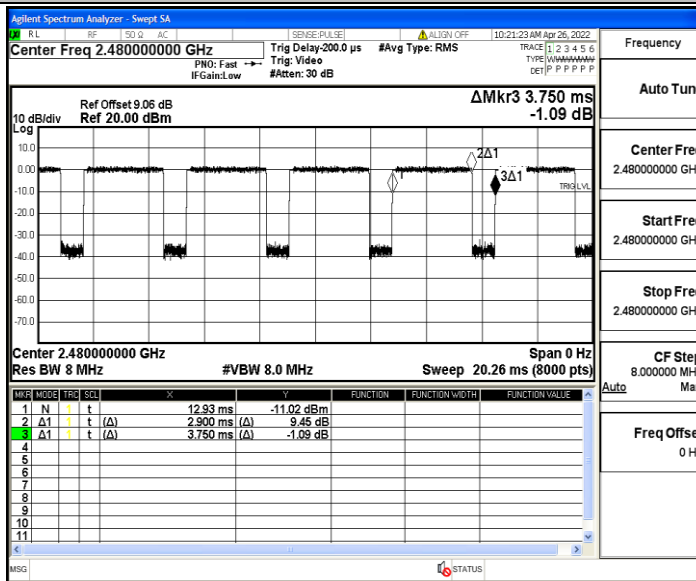 Agilent Spectrum Analyzer - Swept SA
LXI RL RF 50 Ω AC SENSE:PULSE ALIGN OFF 10:21:23 AM Apr 26, 2022
Center Freq 2.480000000 GHz
PNO: Fast
IFGain:Low
Trig Delay-200.0 µs
Trig: Video
#Atten: 30 dB
#Avg Type: RMS
TRACE 1 2 3 4 5 6
TYPE
DET P P P P P P
Ref Offset 9.06 dB
10 dB/div Ref 20.00 dBm
ΔMkr3 3.750 ms
-1.09 dB
Log
10.0
0.00
-10.0
-20.0
-30.0
-40.0
-50.0
-60.0
-70.0
1
2Δ1
3Δ1
TRIG LVL
Center 2.480000000 GHz Span 0 Hz
Res BW 8 MHz #VBW 8.0 MHz Sweep 20.26 ms (8000 pts)
MKR MODE TRC SCL X Y FUNCTION FUNCTION WIDTH FUNCTION VALUE
1 N 1 t 12.93 ms -11.02 dBm
2 Δ1 1 t (Δ) 2.900 ms (Δ) 9.45 dB
3 Δ1 1 t (Δ) 3.750 ms (Δ) -1.09 dB
4
5
6
7
8
9
10
11
MSG STATUS
Frequency
Auto Tun
Center Fre
2.480000000 GH
Start Fre
2.480000000 GH
Stop Fre
2.480000000 GH
CF Step
8.000000 MH
Auto Ma
Freq Offse
0 H